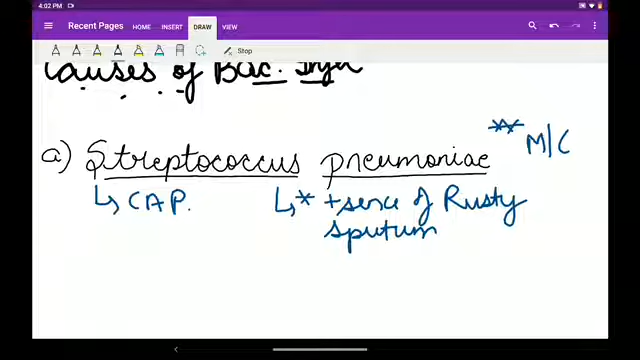 4:02 PM
Recent Pages HOME INSERT DRAW VIEW
Stop
Causes of Bac. Infn
a) Streptococcus pneumoniae ** M/C
↳ CAP. ↳ * +sence of Rusty
sputum